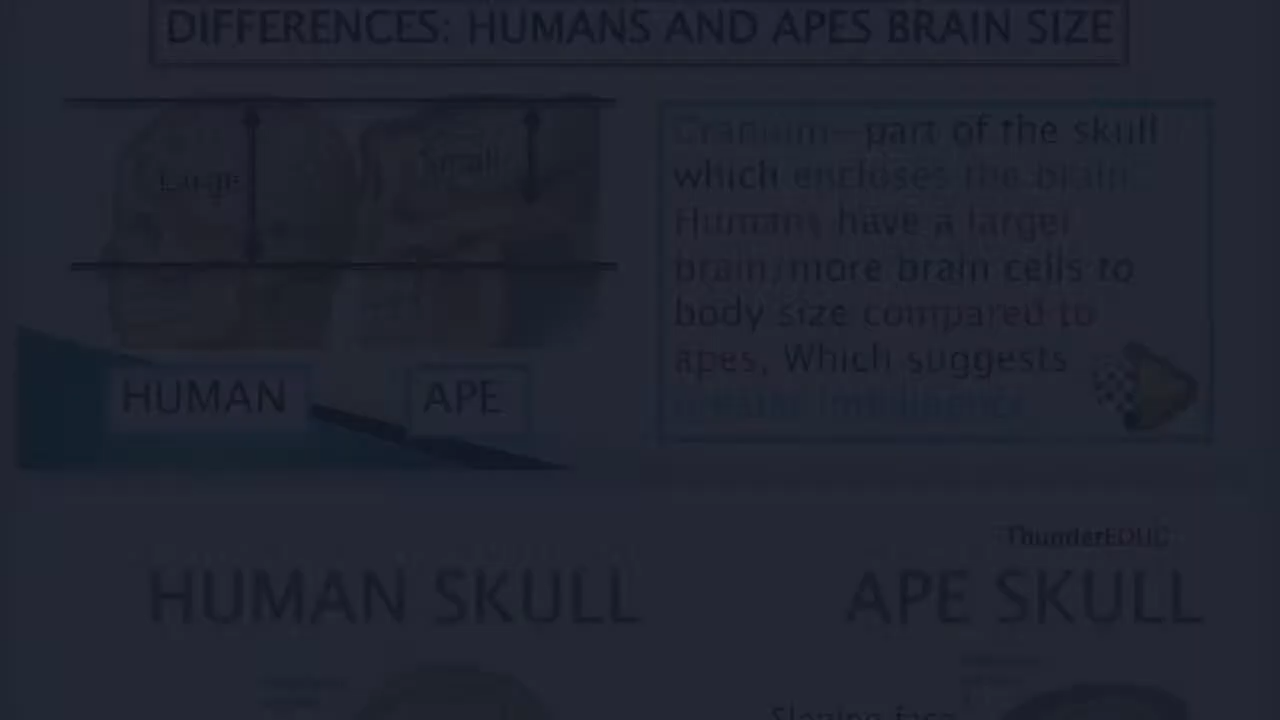 DIFFERENCES: HUMANS AND APES BRAIN SIZE
Large
Small
Cranium- part of the skull
which encloses the brain.
Humans have a larger
brain, more brain cells to
body size compared to
apes, Which suggests
greater intelligence
HUMAN
APE
ThunderEDUC
HUMAN SKULL
APE SKULL
Sloping face